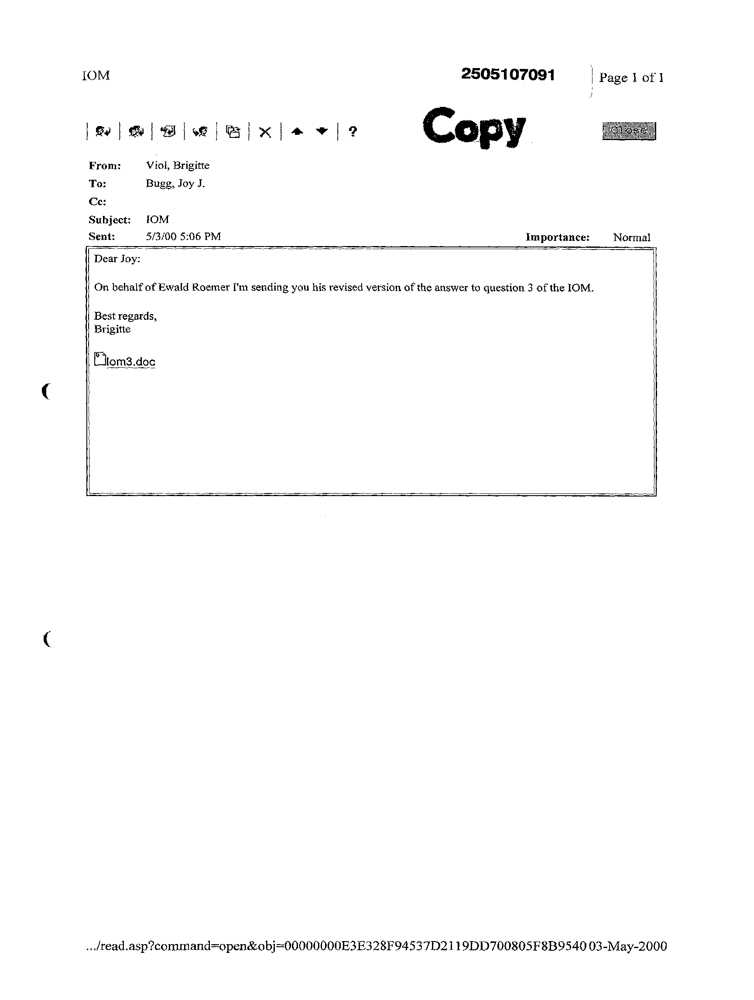 IOM
2505107091
Page 1 of 1
Copy
?
Close
From: Viol, Brigitte
To: Bugg, Joy J.
Cc:
Subject: IOM
Sent: 5/3/00 5:06 PM Importance: Normal
Dear Joy:
On behalf of Ewald Roemer I'm sending you his revised version of the answer to question 3 of the IOM.
Best regards,
Brigitte
Iom3.doc
.../read.asp?command=open&obj=00000000E3E328F94537D2119DD700805F8B9540 03-May-2000